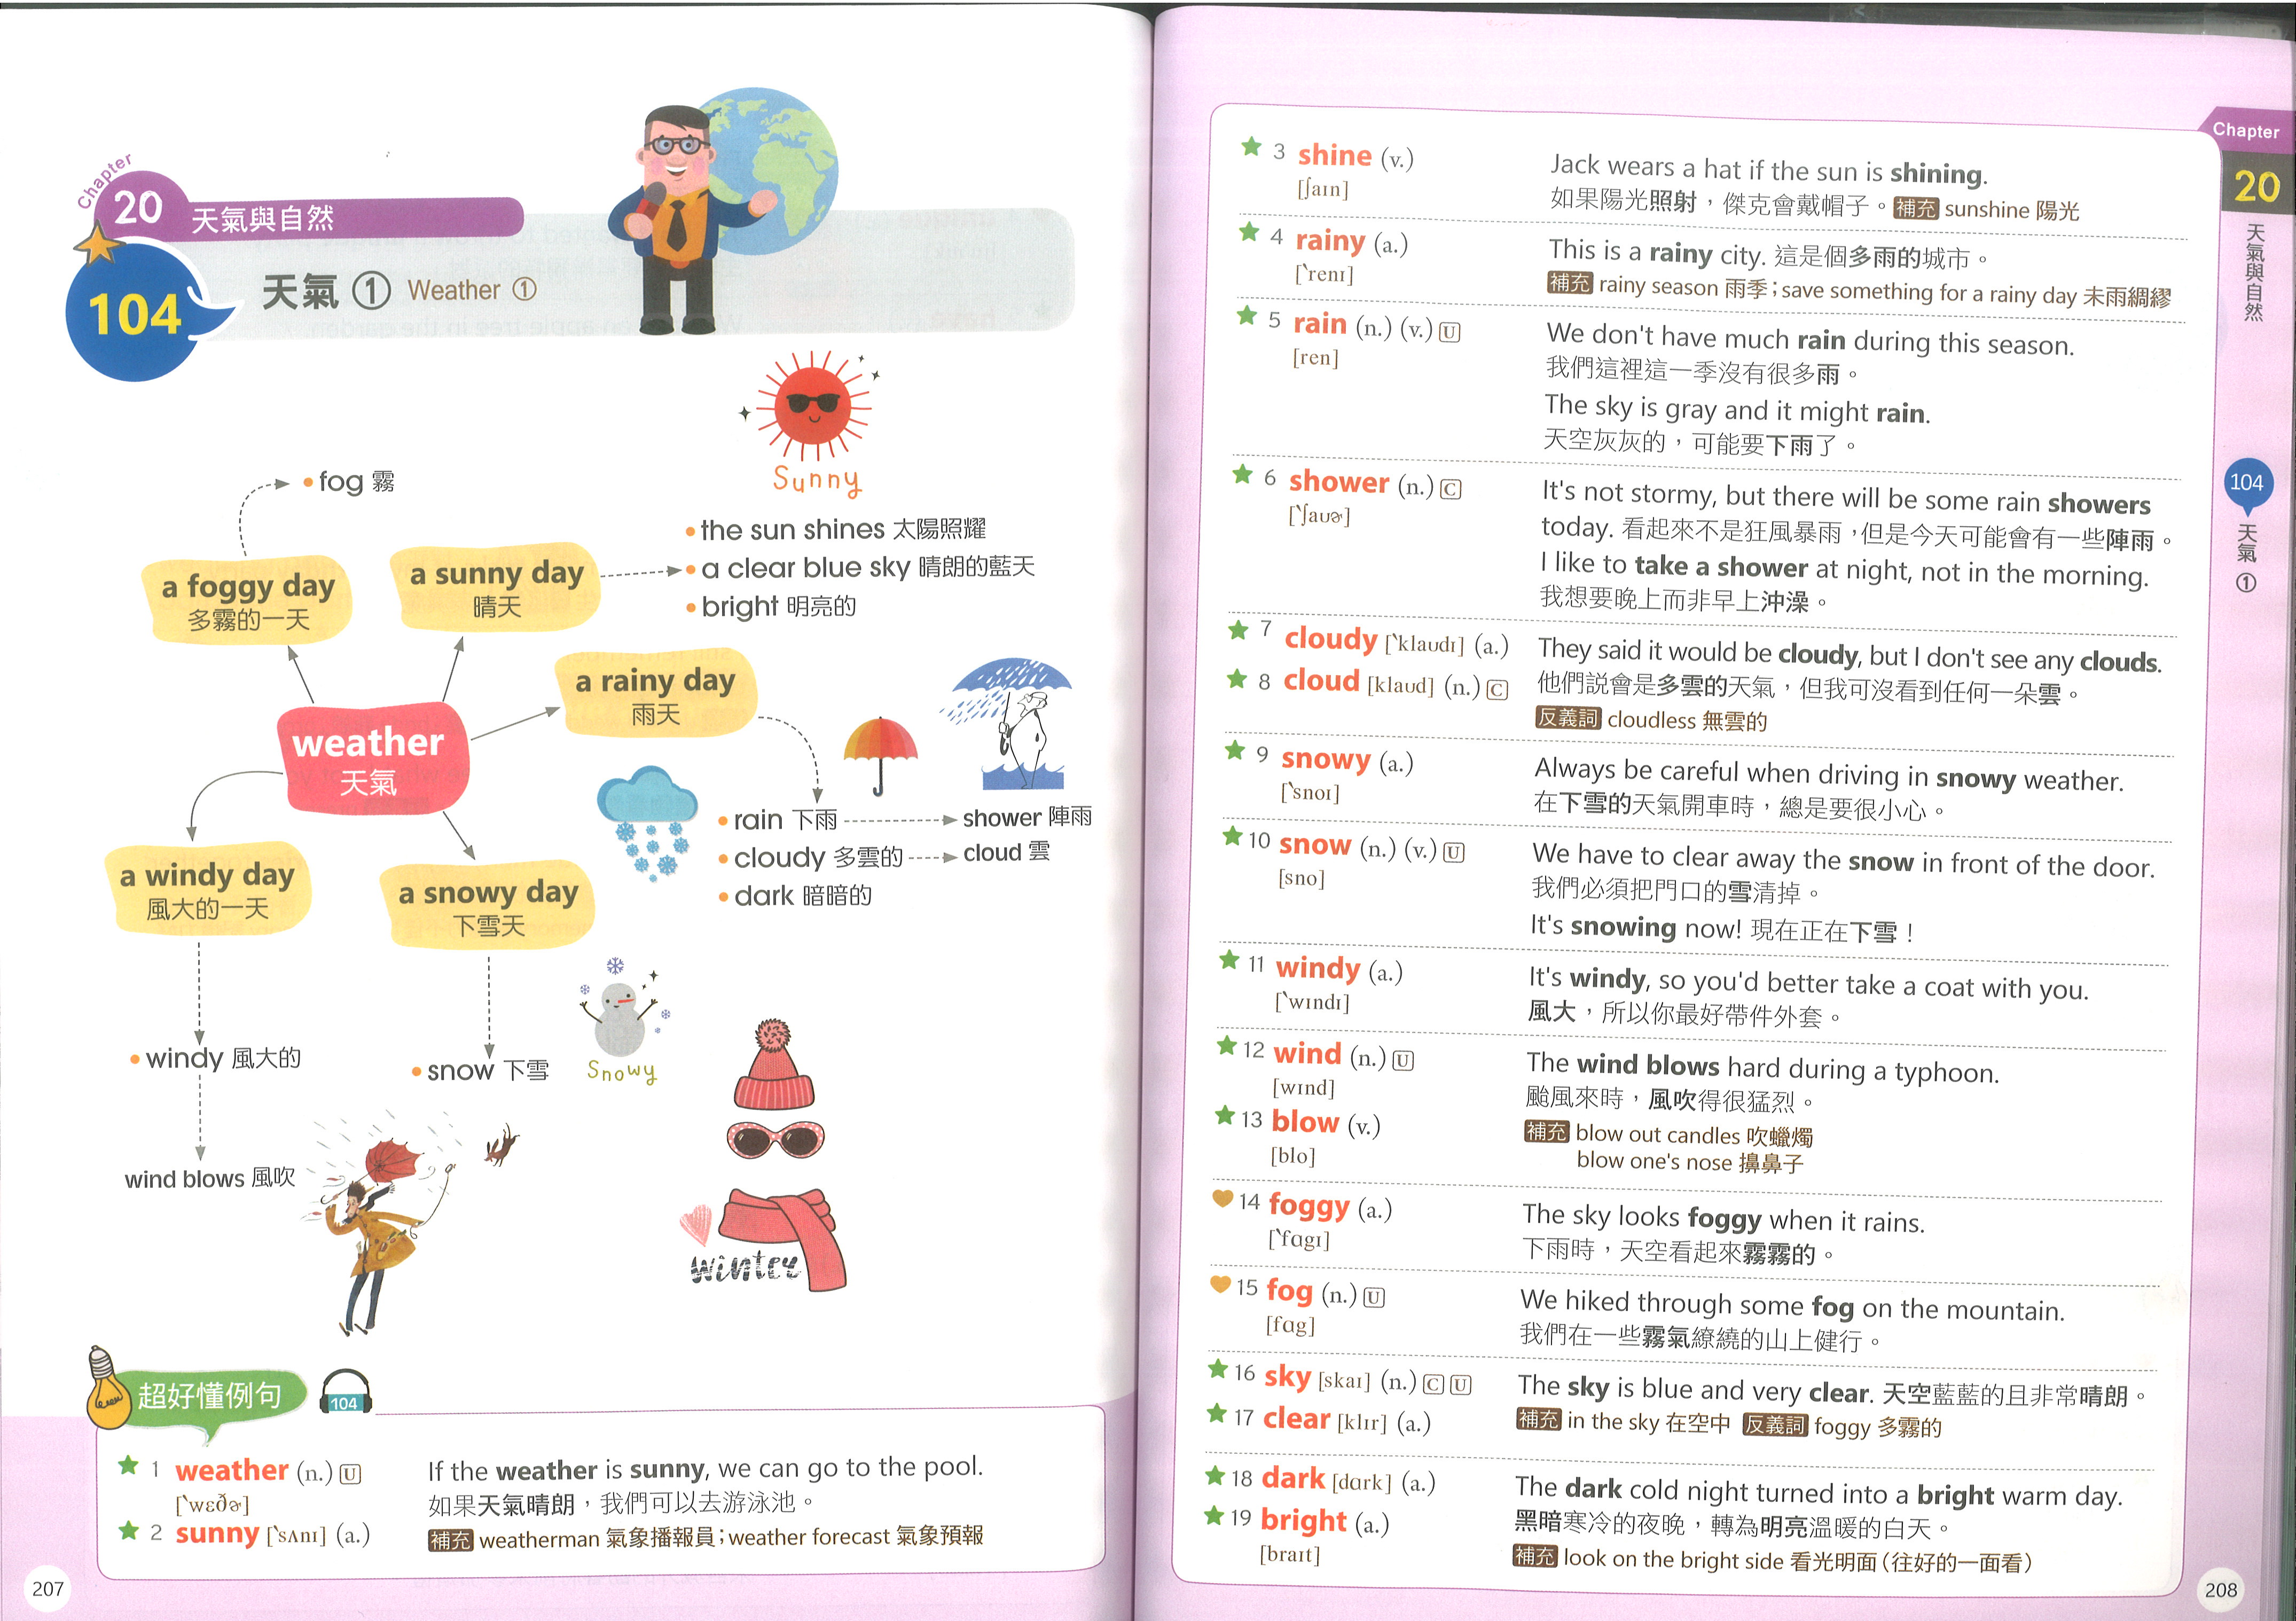 Chapter
20 天氣與自然
104
天氣 ① Weather ①
Sunny
fog 霧
a foggy day
多霧的一天
a sunny day
晴天
the sun shines 太陽照耀
a clear blue sky 晴朗的藍天
bright 明亮的
a rainy day
雨天
weather
天氣
rain 下雨
shower 陣雨
cloudy 多雲的
cloud 雲
dark 暗暗的
a windy day
風大的一天
a snowy day
下雪天
windy 風大的
snow 下雪
Snowy
wind blows 風吹
winter
超好懂例句
104
1 weather (n.) U
[ˋwɛðɚ]
2 sunny [ˋsʌnɪ] (a.)
If the weather is sunny, we can go to the pool.
如果天氣晴朗，我們可以去游泳池。
補充 weatherman 氣象播報員；weather forecast 氣象預報
207
3 shine (v.)
[ʃaɪn]
Jack wears a hat if the sun is shining.
如果陽光照射，傑克會戴帽子。補充 sunshine 陽光
4 rainy (a.)
[ˋrenɪ]
This is a rainy city. 這是個多雨的城市。
補充 rainy season 雨季；save something for a rainy day 未雨綢繆
5 rain (n.) (v.) U
[ren]
We don't have much rain during this season.
我們這裡這一季沒有很多雨。
The sky is gray and it might rain.
天空灰灰的，可能要下雨了。
6 shower (n.) C
[ˋʃaʊɚ]
It's not stormy, but there will be some rain showers
today. 看起來不是狂風暴雨，但是今天可能會有一些陣雨。
I like to take a shower at night, not in the morning.
我想要晚上而非早上沖澡。
7 cloudy [ˋklaʊdɪ] (a.)
8 cloud [klaʊd] (n.) C
They said it would be cloudy, but I don't see any clouds.
他們說會是多雲的天氣，但我可沒看到任何一朵雲。
反義詞 cloudless 無雲的
9 snowy (a.)
[ˋsnoɪ]
Always be careful when driving in snowy weather.
在下雪的天氣開車時，總是要很小心。
10 snow (n.) (v.) U
[sno]
We have to clear away the snow in front of the door.
我們必須把門口的雪清掉。
It's snowing now! 現在正在下雪！
11 windy (a.)
[ˋwɪndɪ]
It's windy, so you'd better take a coat with you.
風大，所以你最好帶件外套。
12 wind (n.) U
[wɪnd]
13 blow (v.)
[blo]
The wind blows hard during a typhoon.
颱風來時，風吹得很猛烈。
補充 blow out candles 吹蠟燭
blow one's nose 擤鼻子
14 foggy (a.)
[ˋfɑgɪ]
The sky looks foggy when it rains.
下雨時，天空看起來霧霧的。
15 fog (n.) U
[fɑg]
We hiked through some fog on the mountain.
我們在一些霧氣繚繞的山上健行。
16 sky [skaɪ] (n.) C U
17 clear [klɪr] (a.)
The sky is blue and very clear. 天空藍藍的且非常晴朗。
補充 in the sky 在空中 反義詞 foggy 多霧的
18 dark [dɑrk] (a.)
19 bright (a.)
[braɪt]
The dark cold night turned into a bright warm day.
黑暗寒冷的夜晚，轉為明亮溫暖的白天。
補充 look on the bright side 看光明面（往好的一面看）
Chapter
20
天氣與自然
104
天氣 ①
208